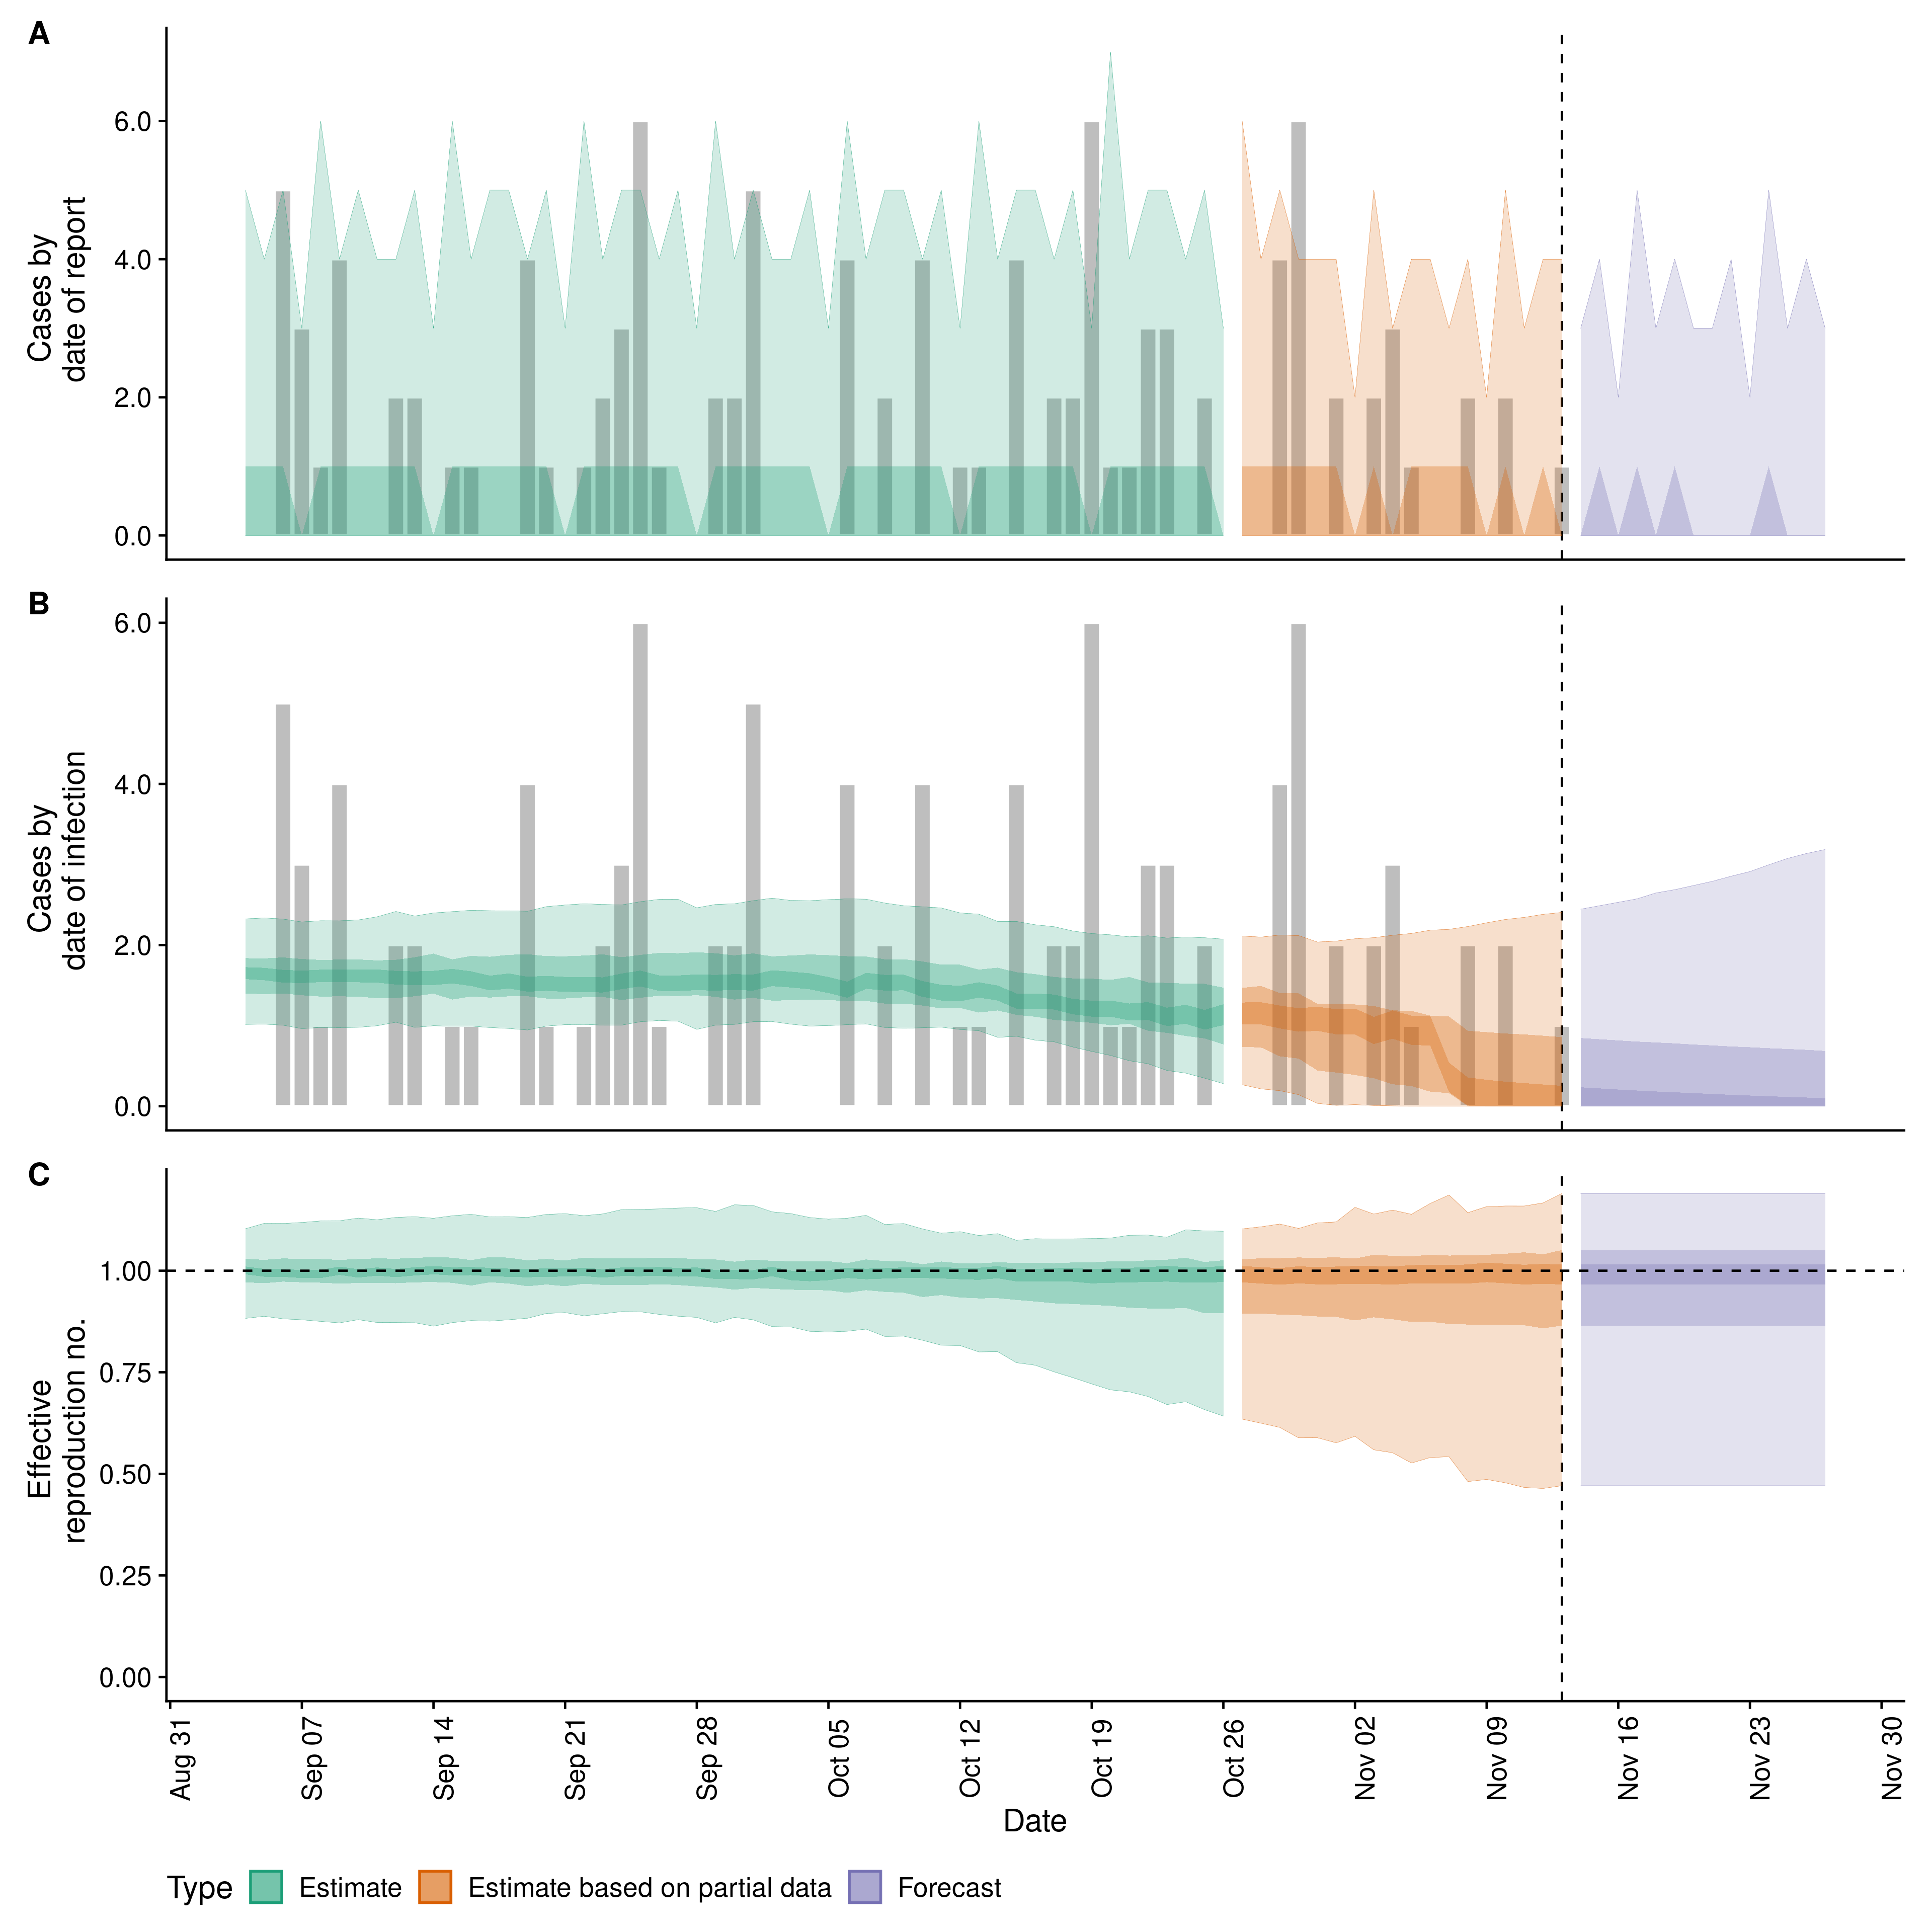 A
Cases by
date of report
6.0
4.0
2.0
0.0
B
Cases by
date of infection
6.0
4.0
2.0
0.0
C
Effective
reproduction no.
1.00
0.75
0.50
0.25
0.00
Aug 31
Sep 07
Sep 14
Sep 21
Sep 28
Oct 05
Oct 12
Oct 19
Oct 26
Nov 02
Nov 09
Nov 16
Nov 23
Nov 30
Date
Type Estimate Estimate based on partial data Forecast